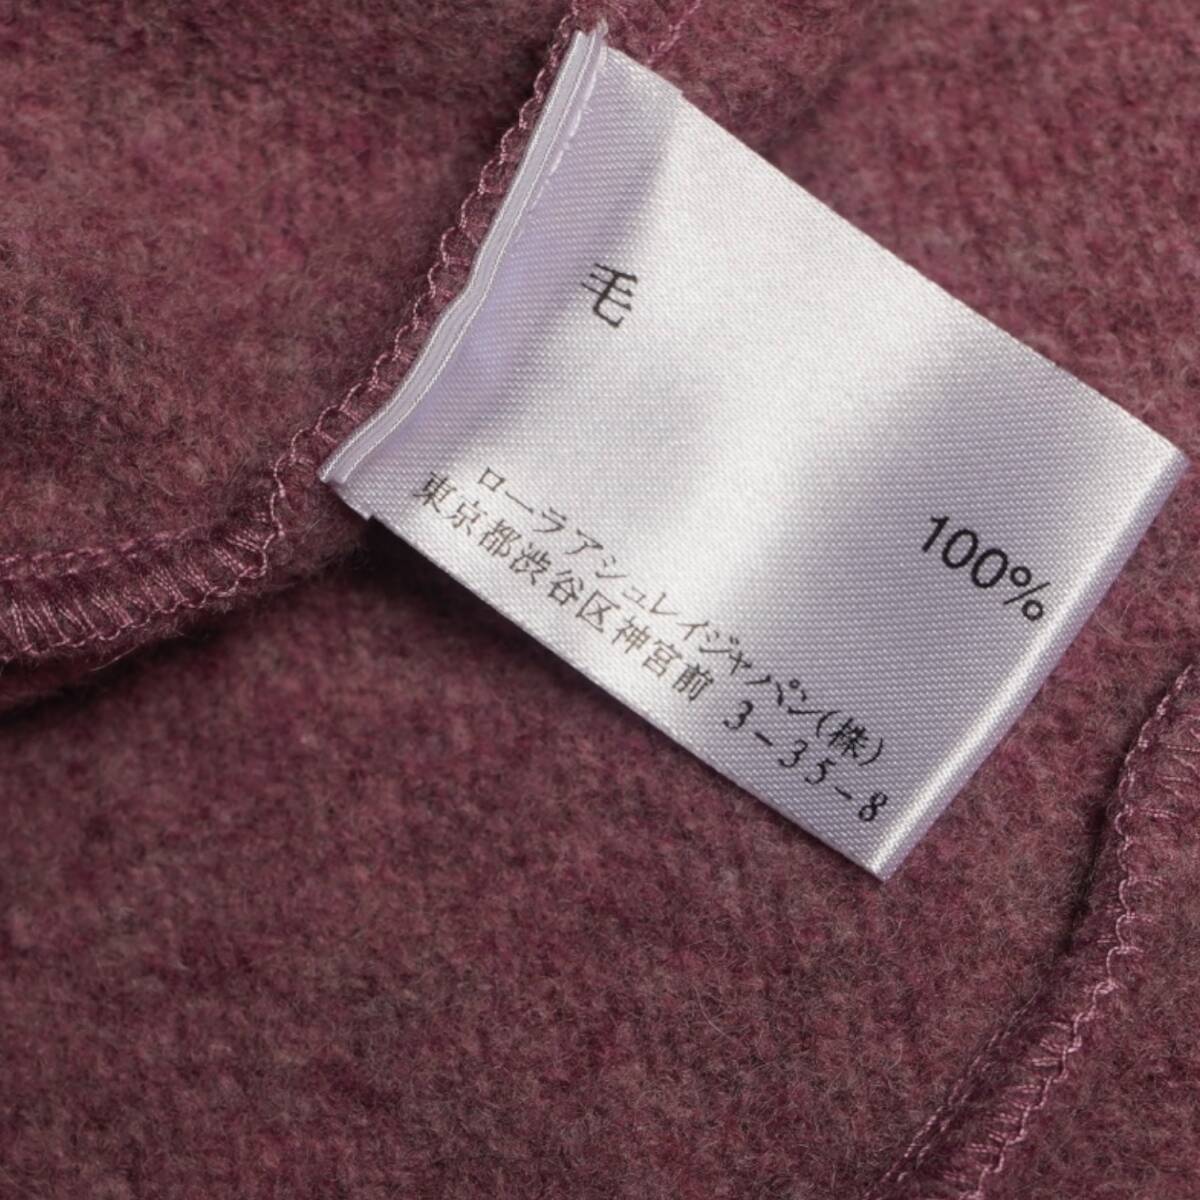 毛 100%
ローラアシュレイジャパン(株)
東京都渋谷区神宮前 3-35-8